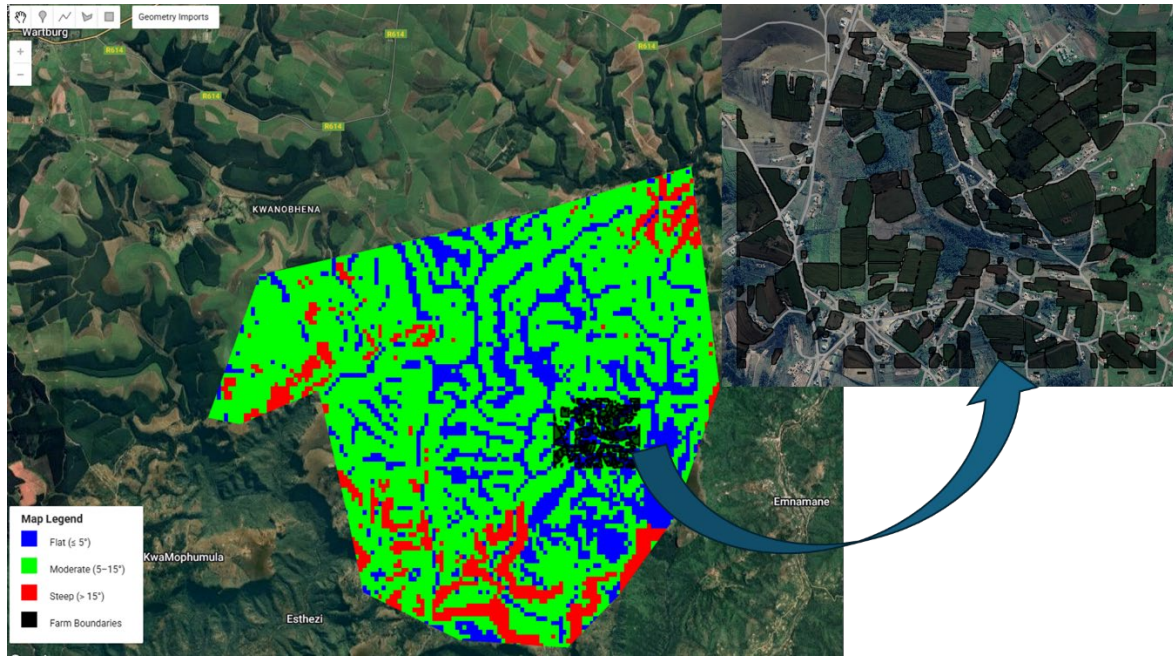 Geometry Imports
Wartburg
+
R614
−
R614
R614
KWANOBHENA
Emnamane
Map Legend
Flat (≤ 5°)
Moderate (5–15°)
Steep (> 15°)
Farm Boundaries
KwaMophumula
Esthezi